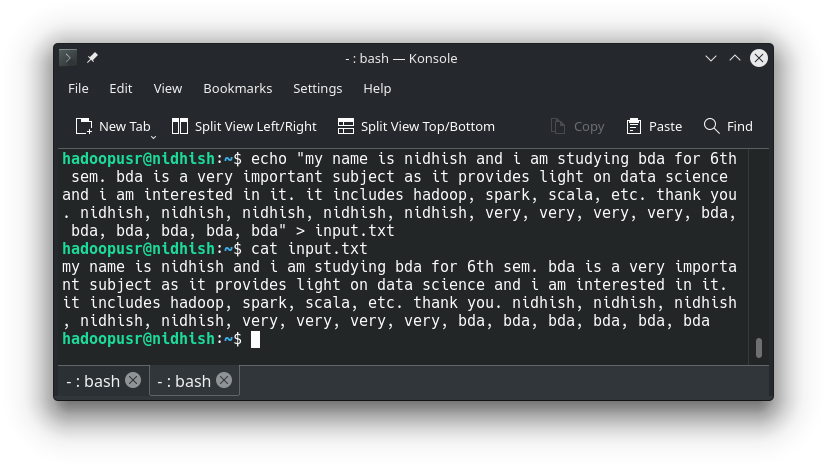 - : bash — Konsole
File Edit View Bookmarks Settings Help
New Tab Split View Left/Right Split View Top/Bottom Copy Paste Find
hadoopusr@nidhish:~$ echo "my name is nidhish and i am studying bda for 6th
 sem. bda is a very important subject as it provides light on data science
and i am interested in it. it includes hadoop, spark, scala, etc. thank you
. nidhish, nidhish, nidhish, nidhish, nidhish, very, very, very, very, bda,
 bda, bda, bda, bda, bda" > input.txt
hadoopusr@nidhish:~$ cat input.txt
my name is nidhish and i am studying bda for 6th sem. bda is a very importa
nt subject as it provides light on data science and i am interested in it.
it includes hadoop, spark, scala, etc. thank you. nidhish, nidhish, nidhish
, nidhish, nidhish, very, very, very, very, bda, bda, bda, bda, bda, bda
hadoopusr@nidhish:~$
- : bash - : bash